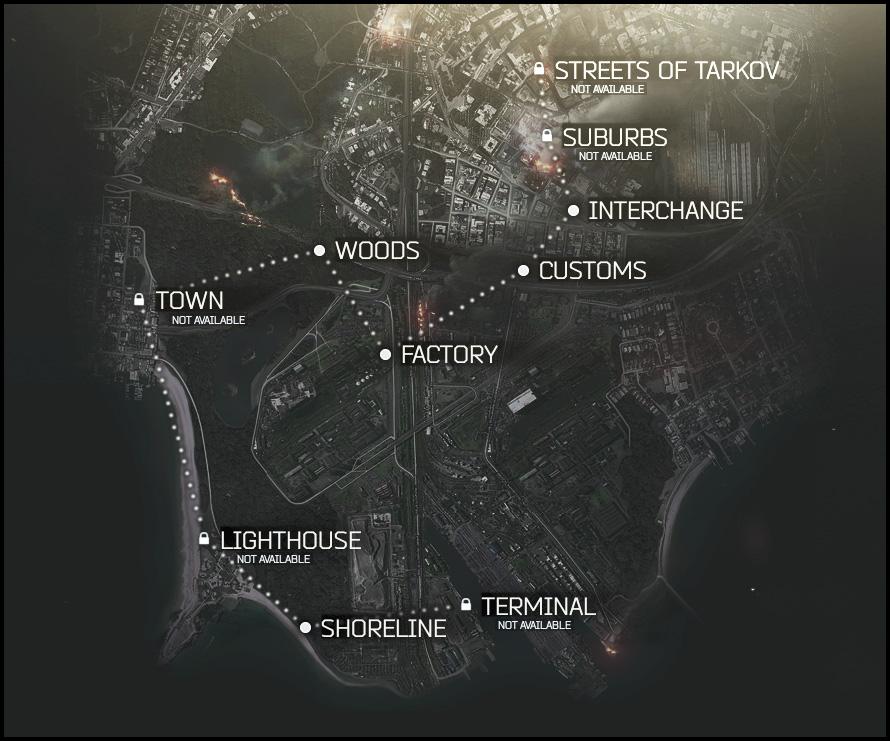 STREETS OF TARKOV
NOT AVAILABLE
SUBURBS
NOT AVAILABLE
INTERCHANGE
WOODS
CUSTOMS
TOWN
NOT AVAILABLE
FACTORY
LIGHTHOUSE
NOT AVAILABLE
TERMINAL
NOT AVAILABLE
SHORELINE